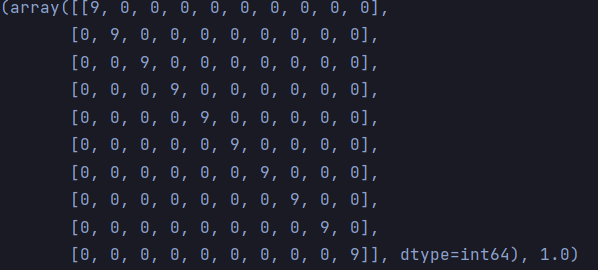 (array([[9, 0, 0, 0, 0, 0, 0, 0, 0, 0],
[0, 9, 0, 0, 0, 0, 0, 0, 0, 0],
[0, 0, 9, 0, 0, 0, 0, 0, 0, 0],
[0, 0, 0, 9, 0, 0, 0, 0, 0, 0],
[0, 0, 0, 0, 9, 0, 0, 0, 0, 0],
[0, 0, 0, 0, 0, 9, 0, 0, 0, 0],
[0, 0, 0, 0, 0, 0, 9, 0, 0, 0],
[0, 0, 0, 0, 0, 0, 0, 9, 0, 0],
[0, 0, 0, 0, 0, 0, 0, 0, 9, 0],
[0, 0, 0, 0, 0, 0, 0, 0, 0, 9]], dtype=int64), 1.0)